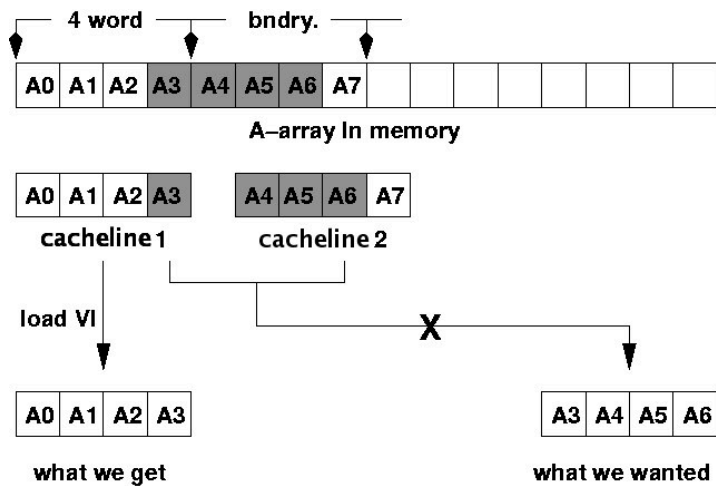 4 word bndry.
A0 A1 A2 A3 A4 A5 A6 A7
A–array In memory
A0 A1 A2 A3 A4 A5 A6 A7
cacheline 1 cacheline 2
load VI
X
A0 A1 A2 A3 A3 A4 A5 A6
what we get what we wanted